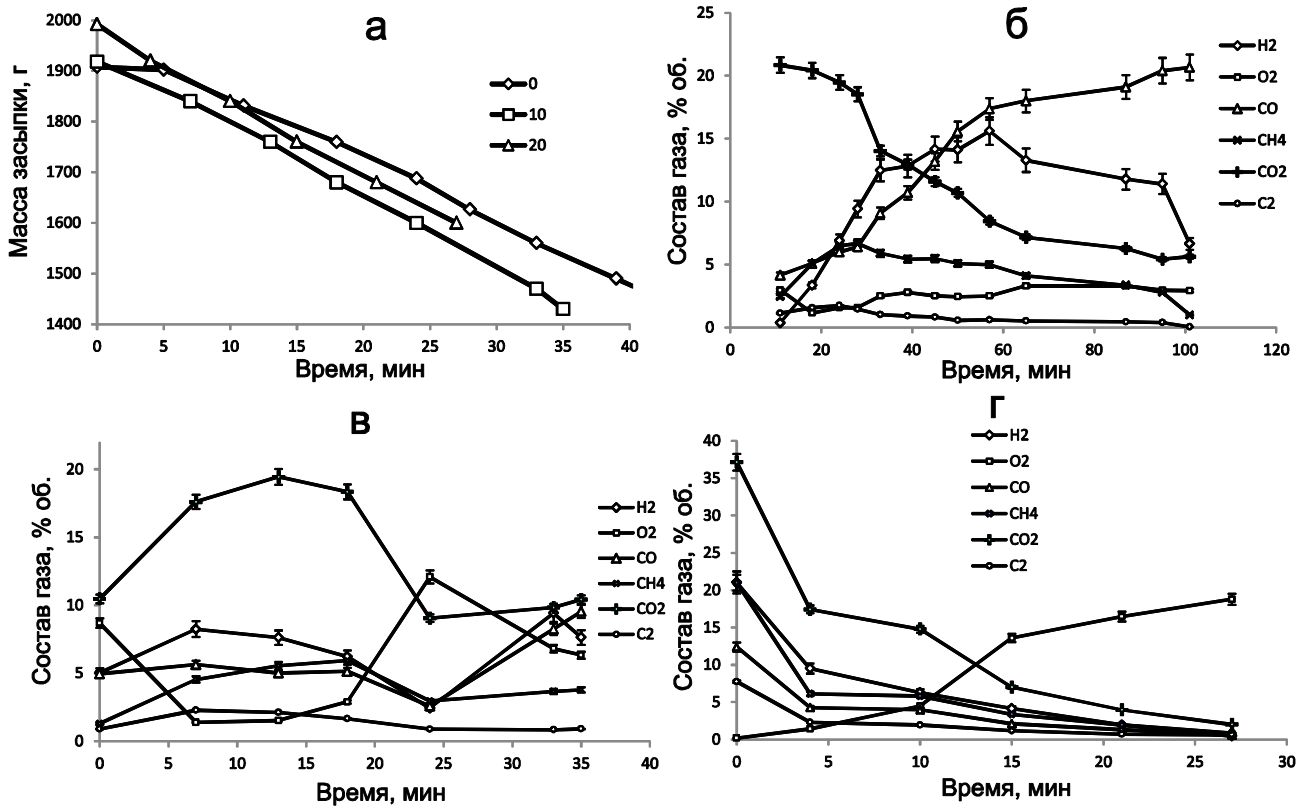 а
Масса засыпки, г
2000
1900
1800
1700
1600
1500
1400
0
10
20
0 5 10 15 20 25 30 35 40
Время, мин
б
Состав газа, % об.
25
20
15
10
5
0
H2
O2
CO
CH4
CO2
C2
0 20 40 60 80 100 120
Время, мин
в
Состав газа, % об.
20
15
10
5
0
H2
O2
CO
CH4
CO2
C2
0 5 10 15 20 25 30 35 40
Время, мин
г
Состав газа, % об.
40
35
30
25
20
15
10
5
0
H2
O2
CO
CH4
CO2
C2
0 5 10 15 20 25 30
Время, мин